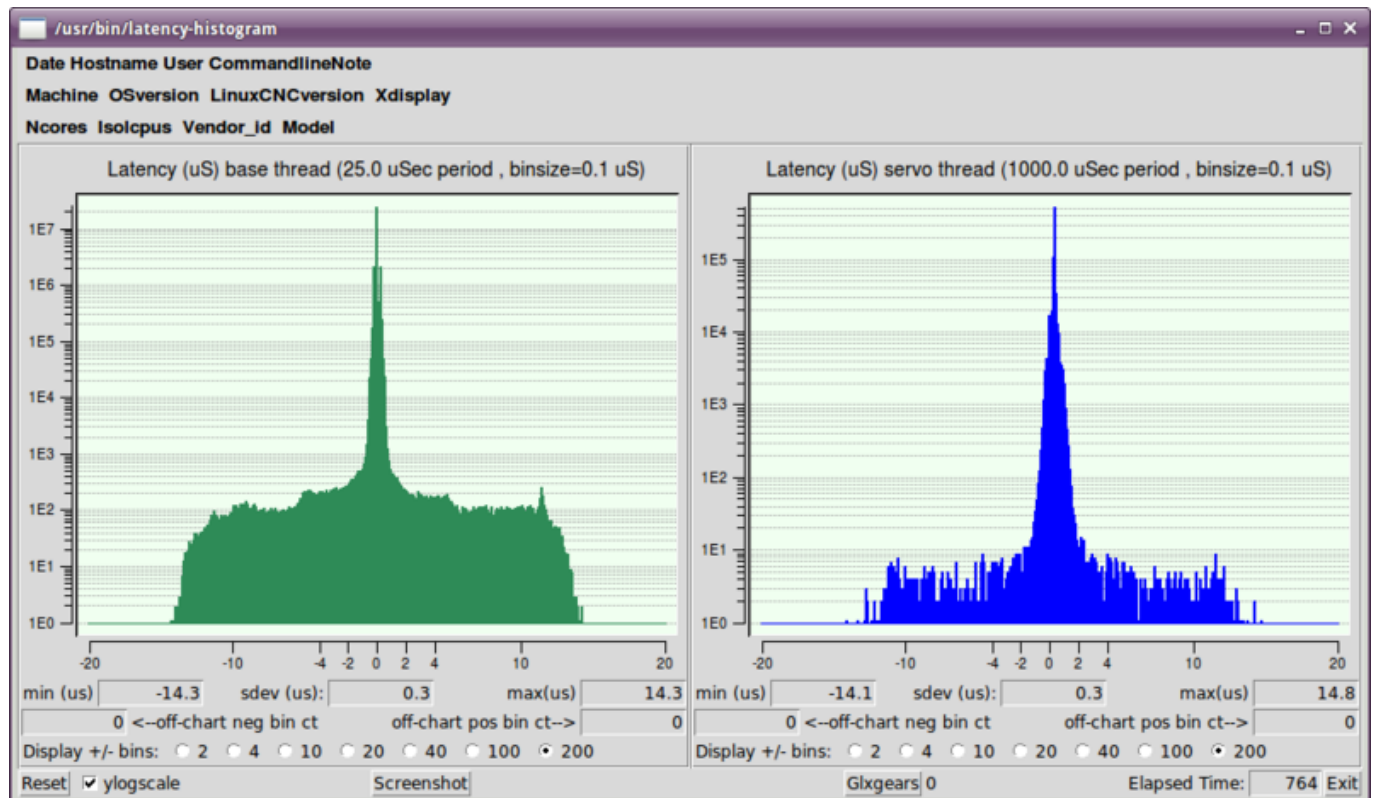 /usr/bin/latency-histogram
Date Hostname User CommandlineNote
Machine OSversion LinuxCNCversion Xdisplay
Ncores Isolcpus Vendor_id Model
Latency (uS) base thread (25.0 uSec period , binsize=0.1 uS)
1E7
1E6
1E5
1E4
1E3
1E2
1E1
1E0
-20 -10 -4 -2 0 2 4 10 20
min (us) -14.3 sdev (us): 0.3 max(us) 14.3
0 <--off-chart neg bin ct off-chart pos bin ct--> 0
Display +/- bins: 2 4 10 20 40 100 200
Latency (uS) servo thread (1000.0 uSec period , binsize=0.1 uS)
1E5
1E4
1E3
1E2
1E1
1E0
-20 -10 -4 -2 0 2 4 10 20
min (us) -14.1 sdev (us): 0.3 max(us) 14.8
0 <--off-chart neg bin ct off-chart pos bin ct--> 0
Display +/- bins: 2 4 10 20 40 100 200
Reset ylogscale Screenshot Glxgears 0 Elapsed Time: 764 Exit